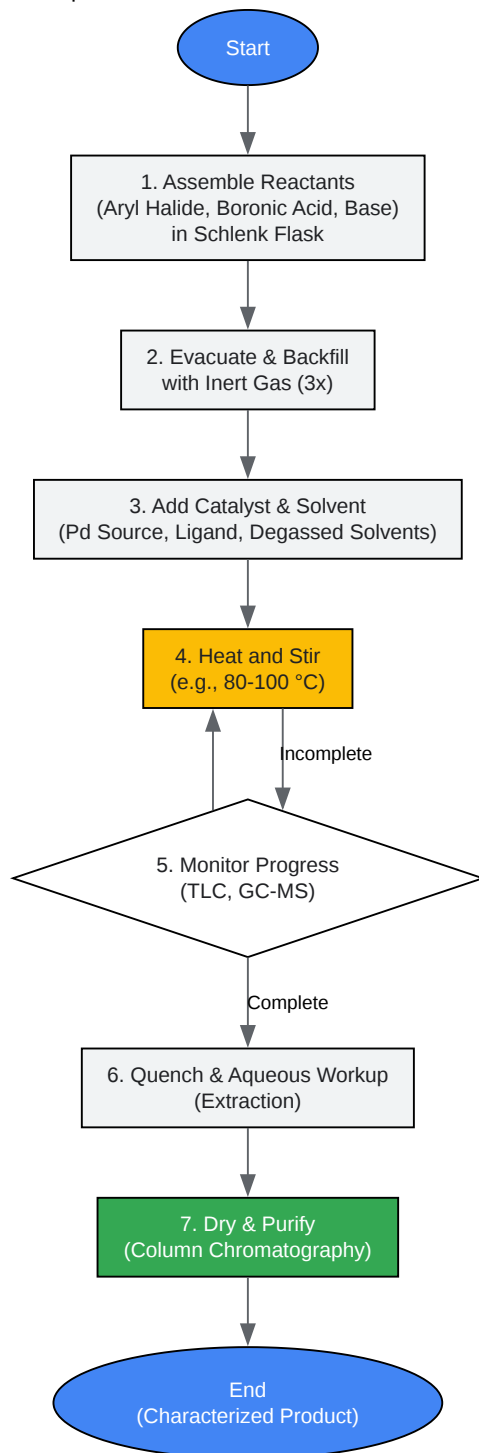 Start
1. Assemble Reactants
(Aryl Halide, Boronic Acid, Base)
in Schlenk Flask
2. Evacuate & Backfill
with Inert Gas (3x)
3. Add Catalyst & Solvent
(Pd Source, Ligand, Degassed Solvents)
4. Heat and Stir
(e.g., 80-100 °C)
Incomplete
5. Monitor Progress
(TLC, GC-MS)
Complete
6. Quench & Aqueous Workup
(Extraction)
7. Dry & Purify
(Column Chromatography)
End
(Characterized Product)